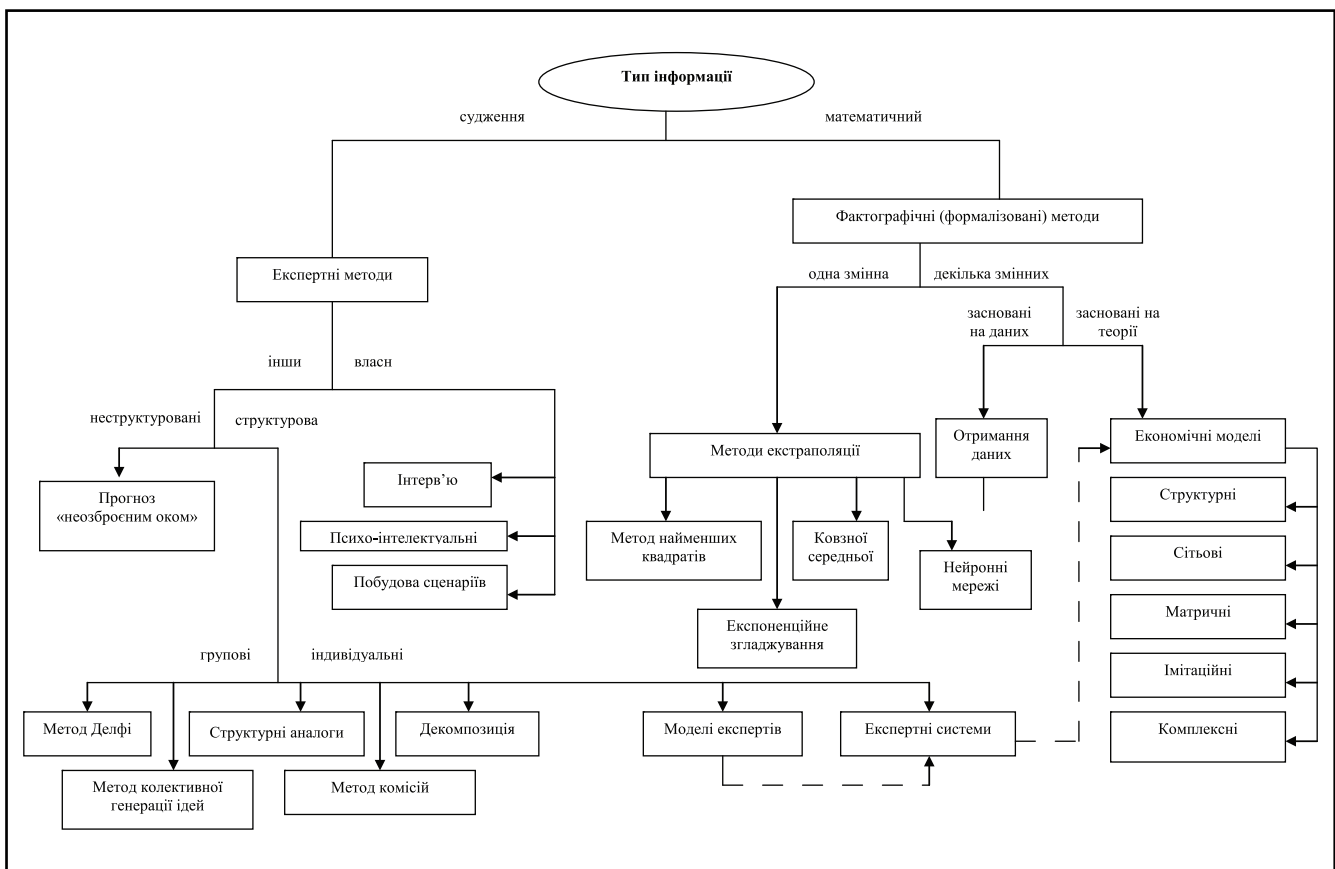 Тип інформації
судження
математичний
Фактографічні (формалізовані) методи
Експертні методи
одна змінна
декілька змінних
засновані
на даних
засновані на
теорії
інши
власн
неструктуровані
структурова
Методи екстраполяції
Отримання
даних
Економічні моделі
Прогноз
«неозброєним оком»
Інтерв’ю
Структурні
Психо-інтелектуальні
Метод найменших
квадратів
Ковзної
середньої
Нейронні
мережі
Сітьові
Побудова сценаріїв
Експоненційне
згладжування
Матричні
групові
індивідуальні
Імітаційні
Метод Делфі
Структурні аналоги
Декомпозиція
Моделі експертів
Експертні системи
Комплексні
Метод колективної
генерації ідей
Метод комісій